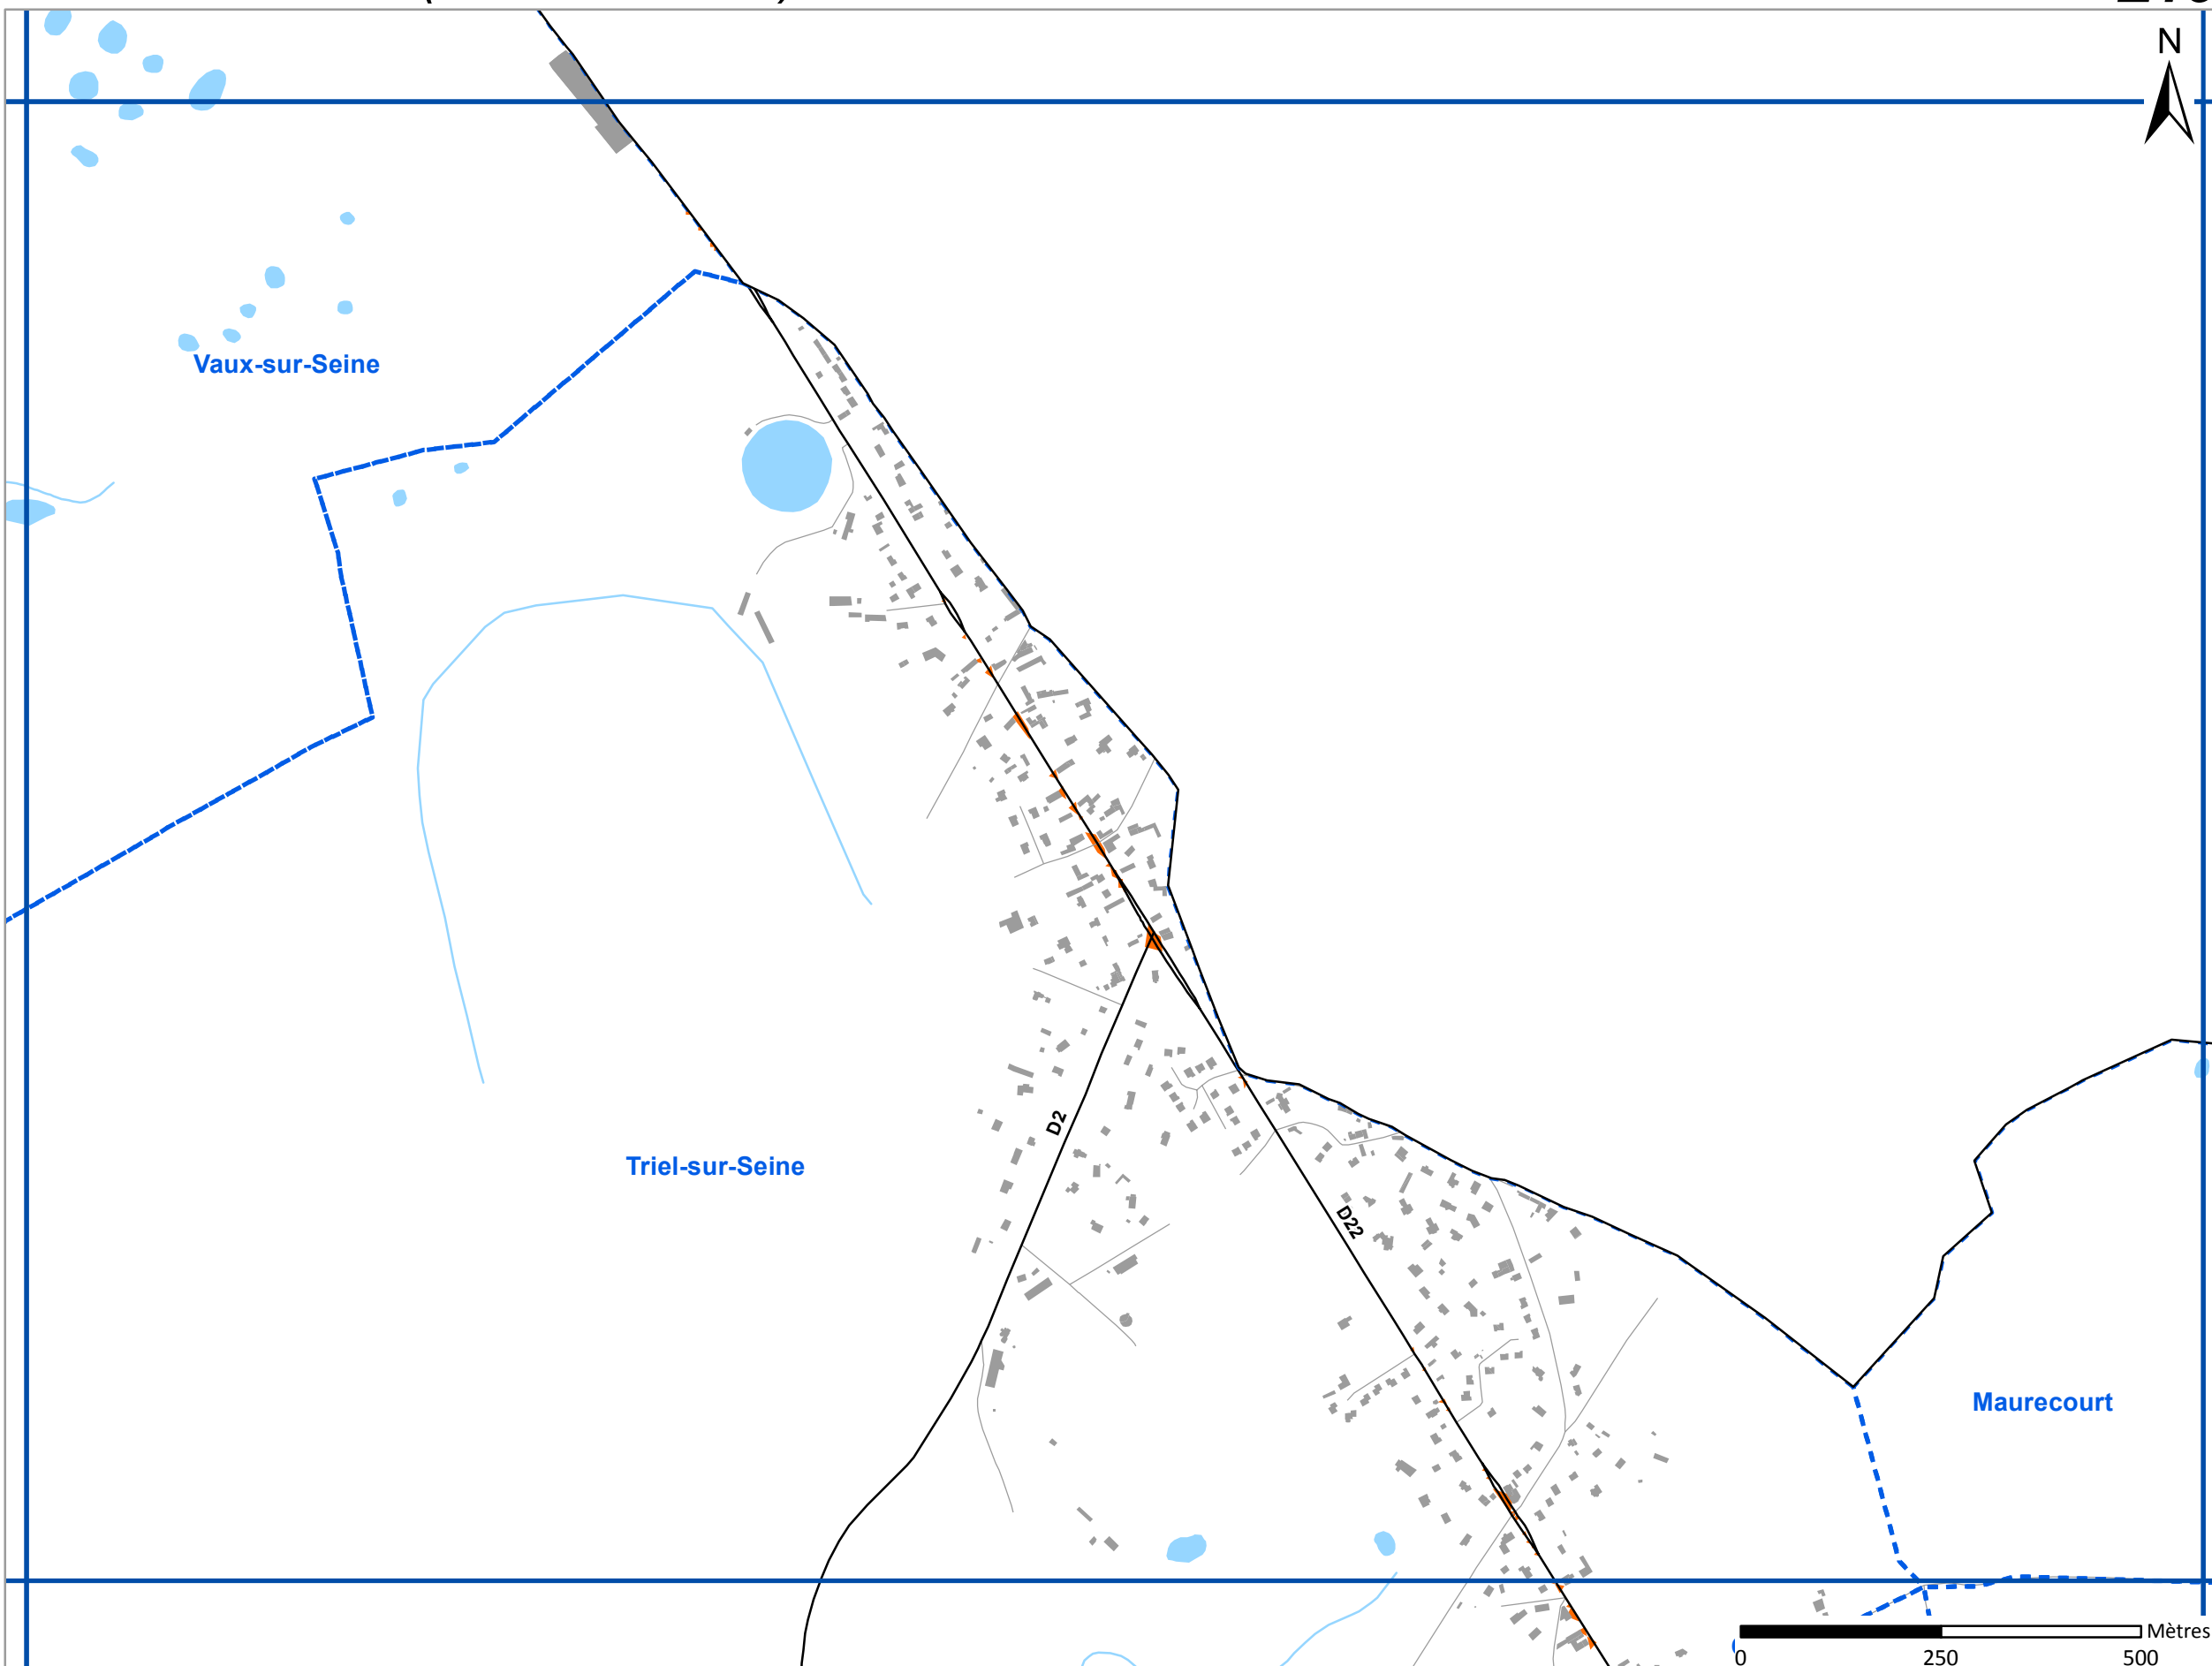 N
Vaux-sur-Seine
D2
Triel-sur-Seine
D22
Maurecourt
Mètres
0 250 500